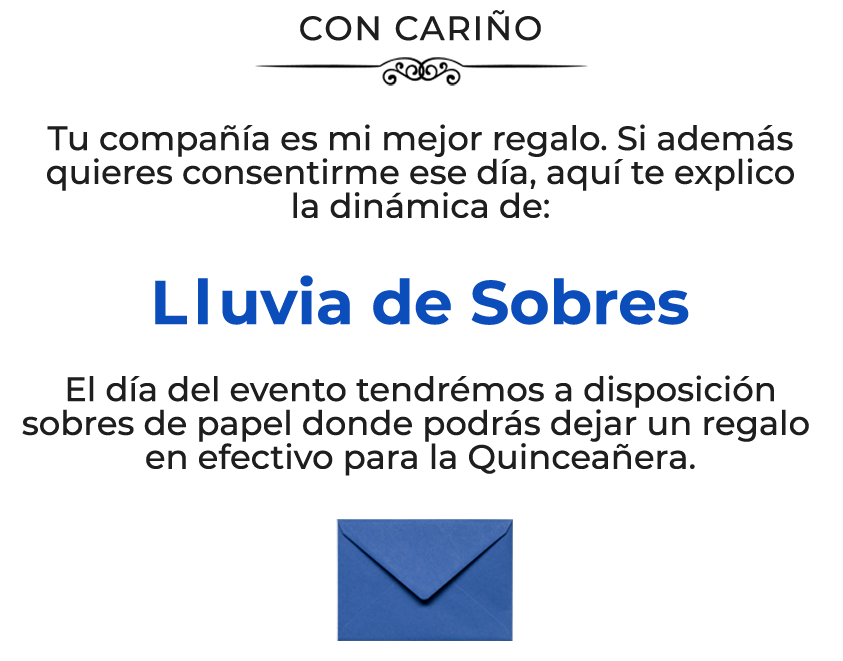 CON CARIÑO
Tu compañía es mi mejor regalo. Si además
quieres consentirme ese día, aquí te explico
la dinámica de:
Lluvia de Sobres
El día del evento tendrémos a disposición
sobres de papel donde podrás dejar un regalo
en efectivo para la Quinceañera.